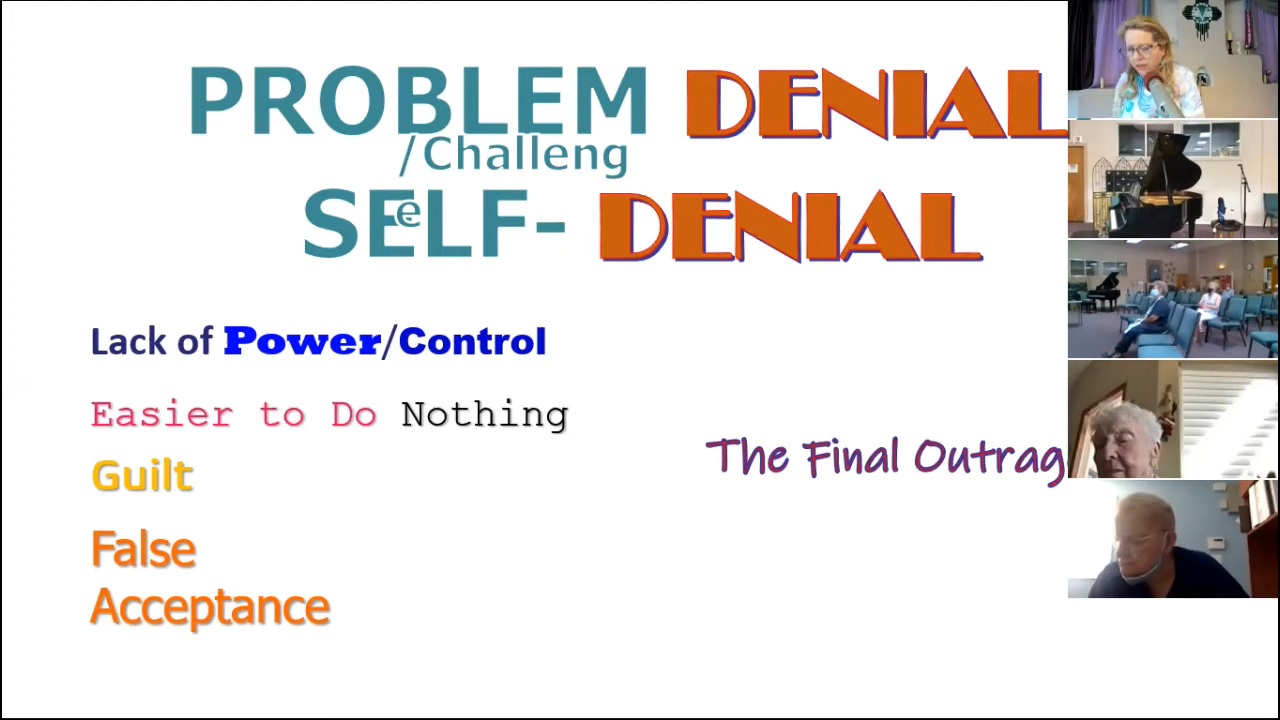 PROBLEM DENIAL
/Challeng
e
SELF- DENIAL
Lack of Power/Control
Easier to Do Nothing
Guilt
The Final Outrag
False
Acceptance